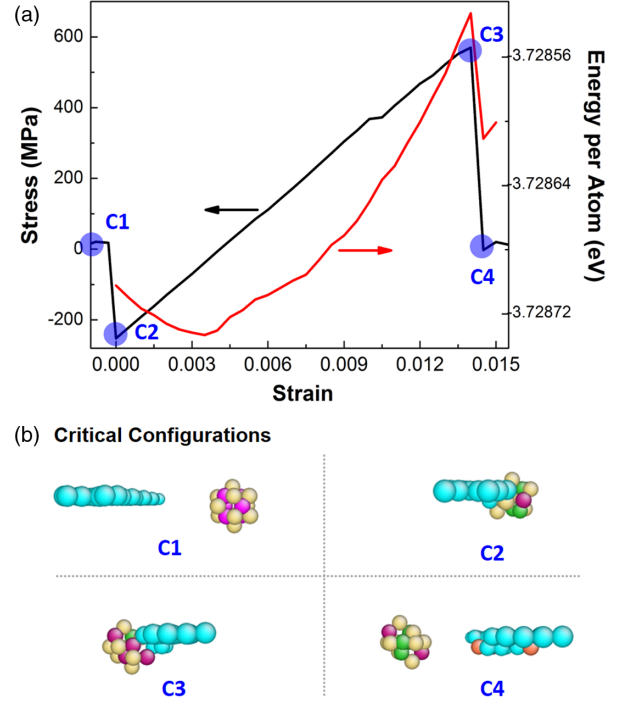 (a)
600
400
200
0
-200
Stress (MPa)
C1
C2
C3
C4
-3.72856
-3.72864
-3.72872
Energy per Atom (eV)
0.000 0.003 0.006 0.009 0.012 0.015
Strain
(b) Critical Configurations
C1
C2
C3
C4